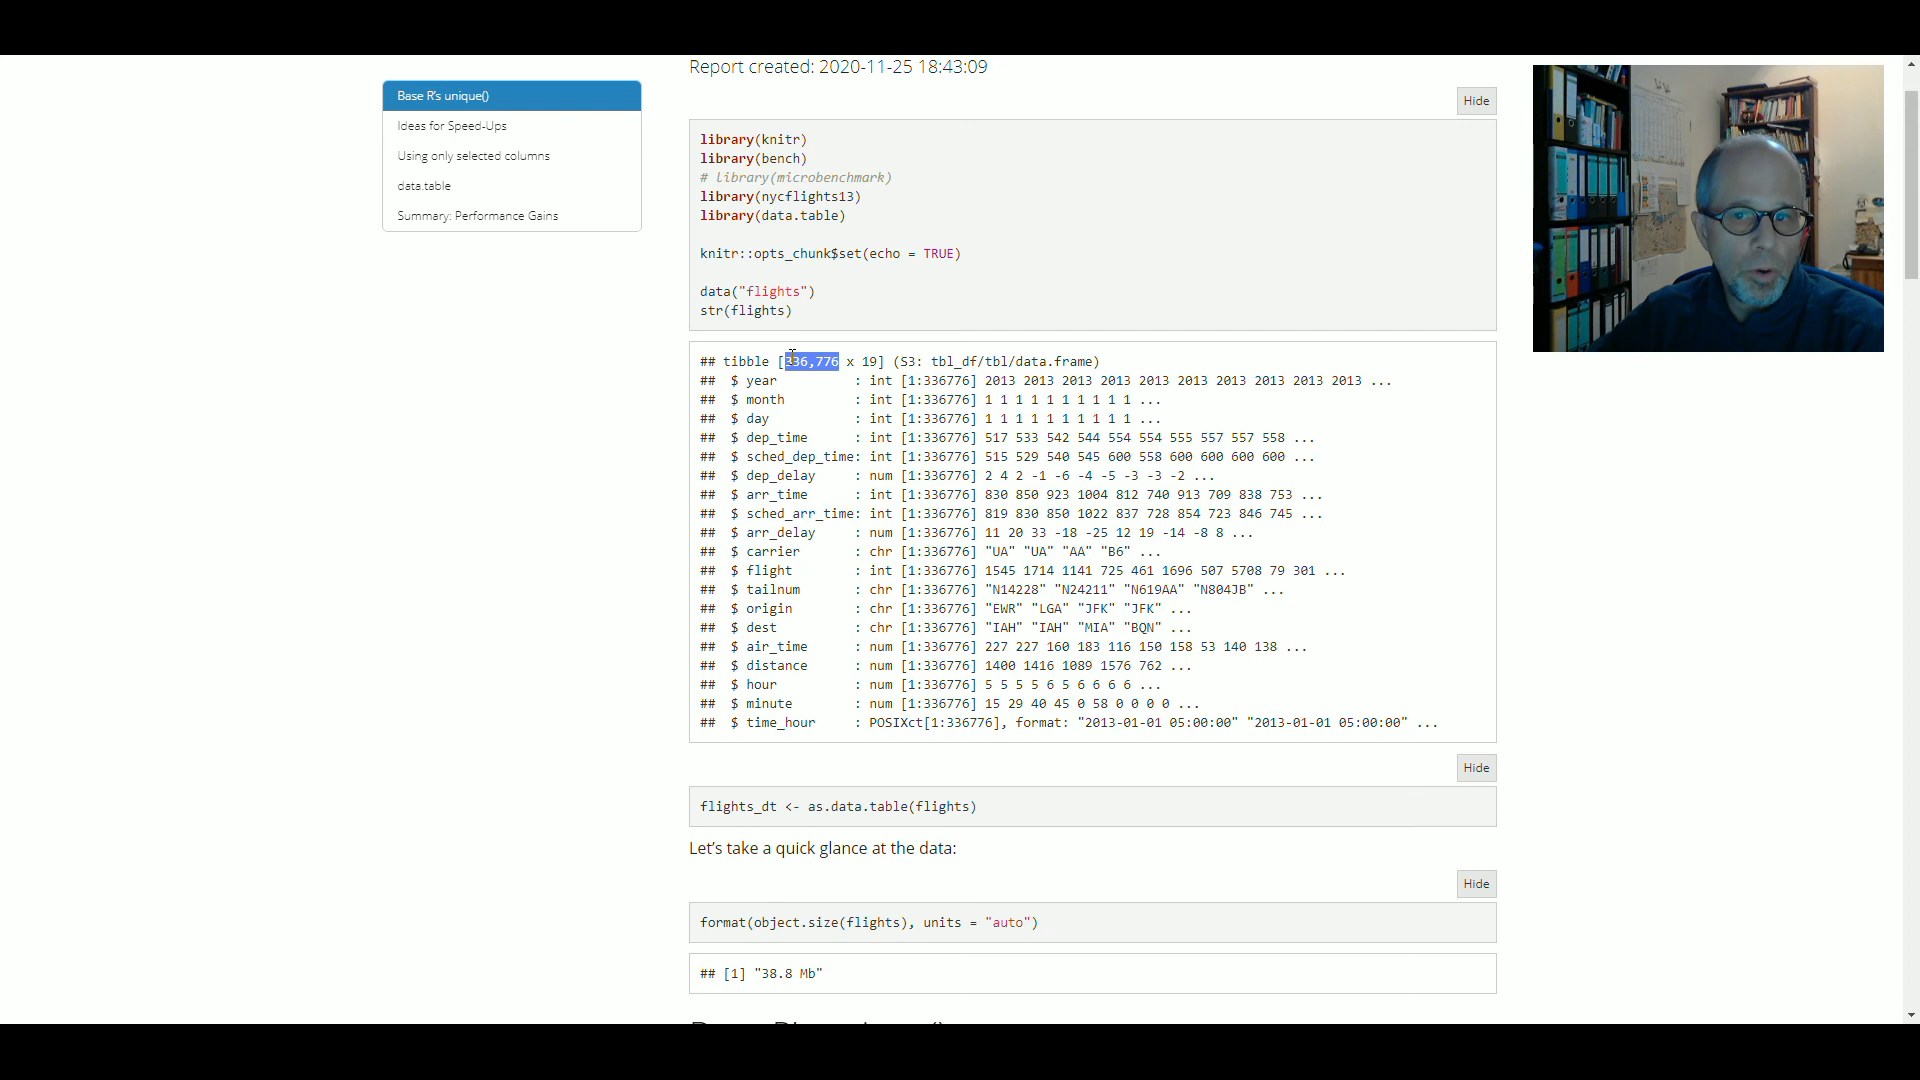 Report created: 2020-11-25 18:43:09
Base R's unique()
Ideas for Speed-Ups
Using only selected columns
data.table
Summary: Performance Gains
Hide
library(knitr)
library(bench)
# library(microbenchmark)
library(nycflights13)
library(data.table)
knitr::opts_chunk$set(echo = TRUE)
data("flights")
str(flights)
## tibble [336,776 x 19] (S3: tbl_df/tbl/data.frame)
##  $ year          : int [1:336776] 2013 2013 2013 2013 2013 2013 2013 2013 2013 2013 ...
##  $ month         : int [1:336776] 1 1 1 1 1 1 1 1 1 1 ...
##  $ day           : int [1:336776] 1 1 1 1 1 1 1 1 1 1 ...
##  $ dep_time      : int [1:336776] 517 533 542 544 554 554 555 557 557 558 ...
##  $ sched_dep_time: int [1:336776] 515 529 540 545 600 558 600 600 600 600 ...
##  $ dep_delay     : num [1:336776] 2 4 2 -1 -6 -4 -5 -3 -3 -2 ...
##  $ arr_time      : int [1:336776] 830 850 923 1004 812 740 913 709 838 753 ...
##  $ sched_arr_time: int [1:336776] 819 830 850 1022 837 728 854 723 846 745 ...
##  $ arr_delay     : num [1:336776] 11 20 33 -18 -25 12 19 -14 -8 8 ...
##  $ carrier       : chr [1:336776] "UA" "UA" "AA" "B6" ...
##  $ flight        : int [1:336776] 1545 1714 1141 725 461 1696 507 5708 79 301 ...
##  $ tailnum       : chr [1:336776] "N14228" "N24211" "N619AA" "N804JB" ...
##  $ origin        : chr [1:336776] "EWR" "LGA" "JFK" "JFK" ...
##  $ dest          : chr [1:336776] "IAH" "IAH" "MIA" "BQN" ...
##  $ air_time      : num [1:336776] 227 227 160 183 116 150 158 53 140 138 ...
##  $ distance      : num [1:336776] 1400 1416 1089 1576 762 ...
##  $ hour          : num [1:336776] 5 5 5 5 6 5 6 6 6 6 ...
##  $ minute        : num [1:336776] 15 29 40 45 0 58 0 0 0 0 ...
##  $ time_hour     : POSIXct[1:336776], format: "2013-01-01 05:00:00" "2013-01-01 05:00:00" ...
Hide
flights_dt <- as.data.table(flights)
Let's take a quick glance at the data:
Hide
format(object.size(flights), units = "auto")
## [1] "38.8 Mb"